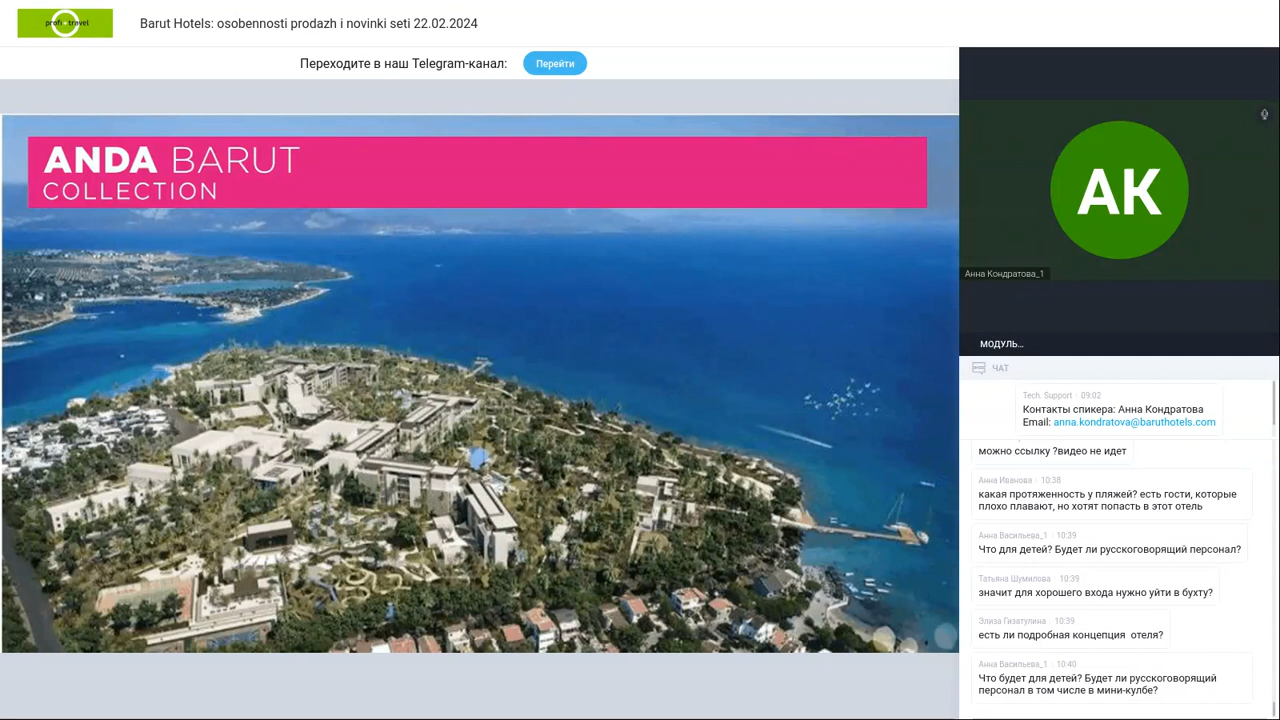 profi travel
Barut Hotels: osobennosti prodazh i novinki seti 22.02.2024
Переходите в наш Telegram-канал:
Перейти
ANDA BARUT
COLLECTION
АК
Анна Кондратова_1
МОДУЛЬ...
ЧАТ
Tech. Support · 09:02
Контакты спикера: Анна Кондратова
Email: anna.kondratova@baruthotels.com
можно ссылку ?видео не идет
Анна Иванова · 10:38
какая протяженность у пляжей? есть гости, которые
плохо плавают, но хотят попасть в этот отель
Анна Васильева_1 · 10:39
Что для детей? Будет ли русскоговорящий персонал?
Татьяна Шумилова · 10:39
значит для хорошего входа нужно уйти в бухту?
Элиза Гизатулина · 10:39
есть ли подробная концепция отеля?
Анна Васильева_1 · 10:40
Что будет для детей? Будет ли русскоговорящий
персонал в том числе в мини-кулбе?